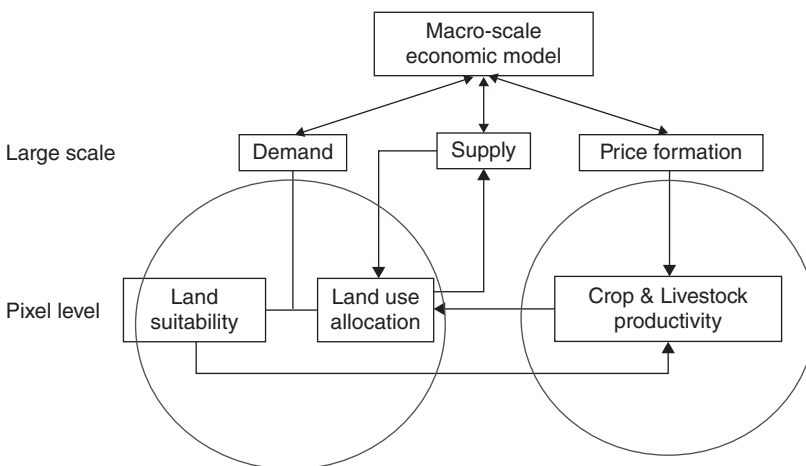 Macro-scale
economic model
Large scale
Demand
Supply
Price formation
Pixel level
Land
suitability
Land use
allocation
Crop & Livestock
productivity